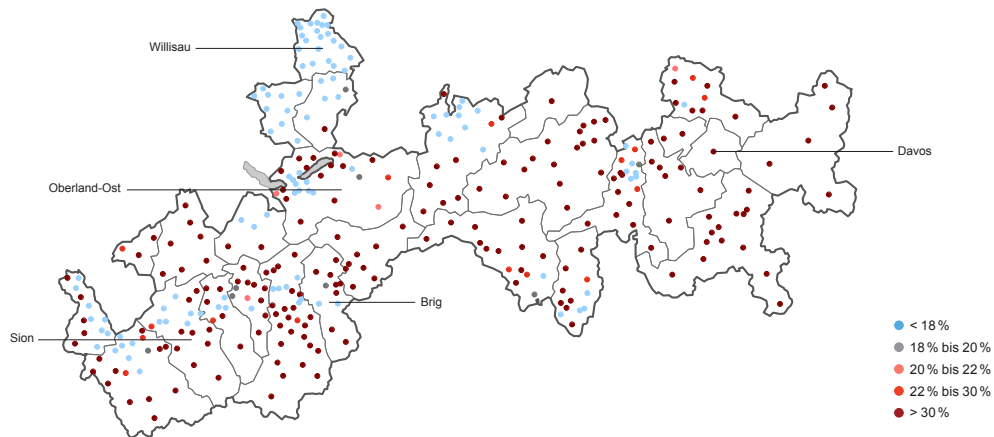 Willisau
Davos
Oberland-Ost
Brig
Sion
< 18 %
18 % bis 20 %
20 % bis 22 %
22 % bis 30 %
> 30 %